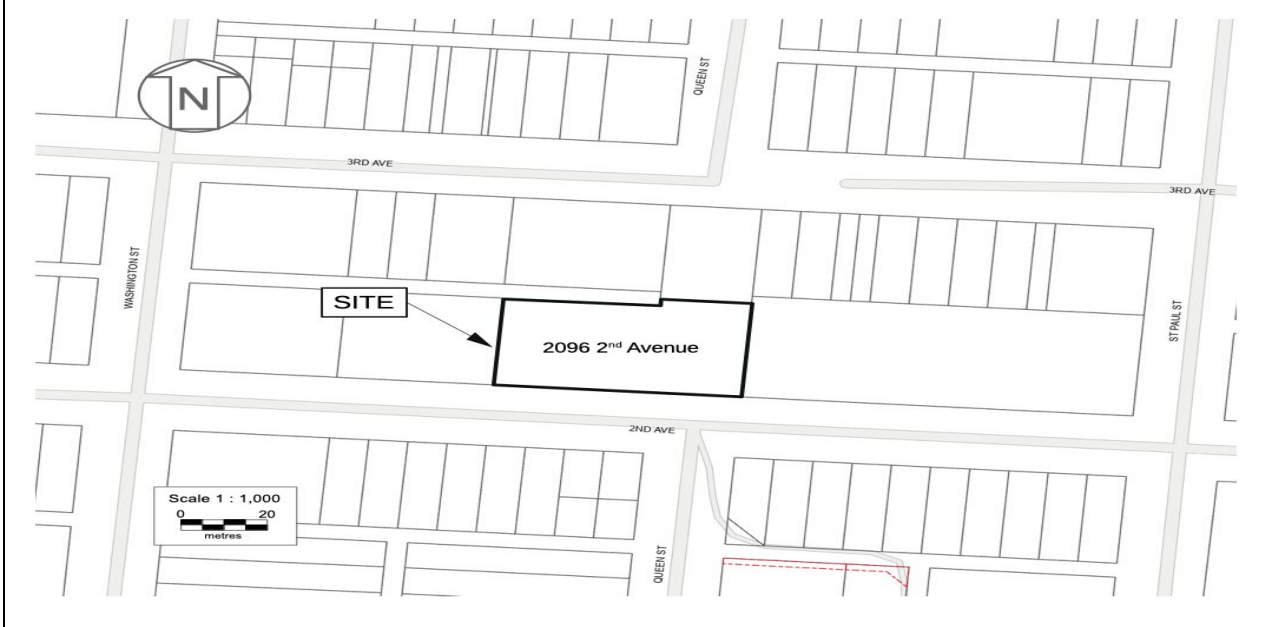 QUEEN ST
N
3RD AVE
3RD AVE
WASHINGTON ST
SITE
ST PAUL ST
2096 2nd Avenue
2ND AVE
Scale 1 : 1,000
0 20
metres
QUEEN ST